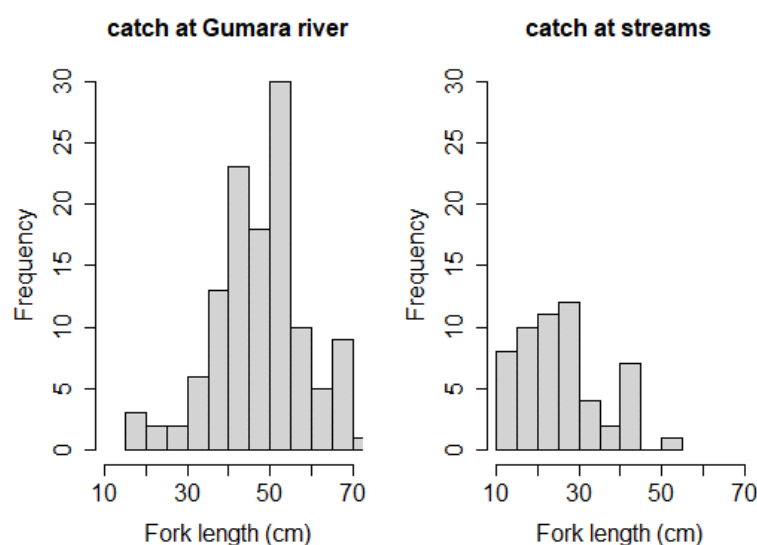 catch at Gumara river
Frequency
0 5 10 15 20 25 30
10 30 50 70
Fork length (cm)
catch at streams
Frequency
0 5 10 15 20 25 30
10 30 50 70
Fork length (cm)